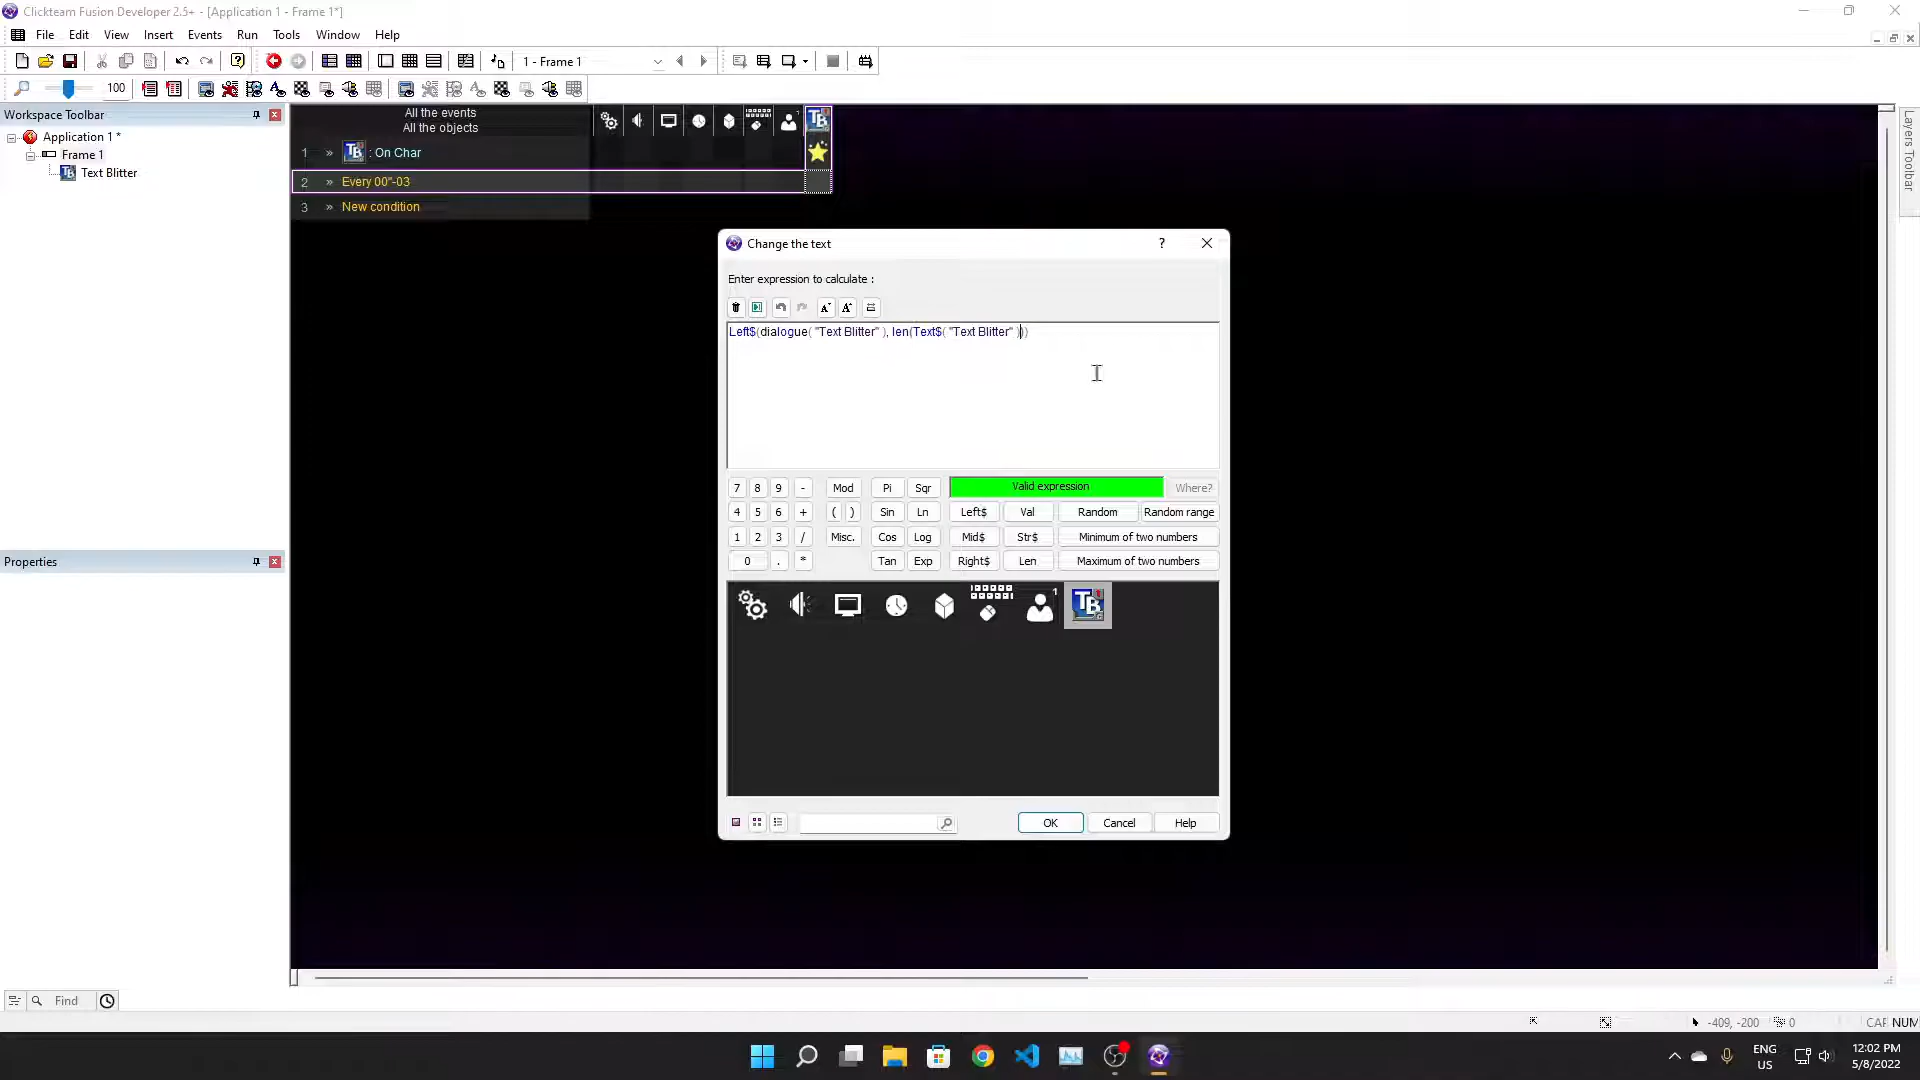 Clickteam Fusion Developer 2.5+ - [Application 1 - Frame 1*]
File Edit View Insert Events Run Tools Window Help
1 - Frame 1
100
Workspace Toolbar
Application 1 *
Frame 1
Text Blitter
Properties
Find
All the events
All the objects
1 » : On Char
2 » Every 00"-03
3 » New condition
Layers Toolbar
Change the text
?
Enter expression to calculate :
Left$(dialogue( "Text Blitter" ), len(Text$( "Text Blitter" )))
7 8 9 - Mod Pi Sqr Valid expression Where?
4 5 6 + ( ) Sin Ln Left$ Val Random Random range
1 2 3 / Misc. Cos Log Mid$ Str$ Minimum of two numbers
0 . * Tan Exp Right$ Len Maximum of two numbers
1
OK Cancel Help
-409, -200 0 CAP NUM
ENG
US
12:02 PM
5/8/2022